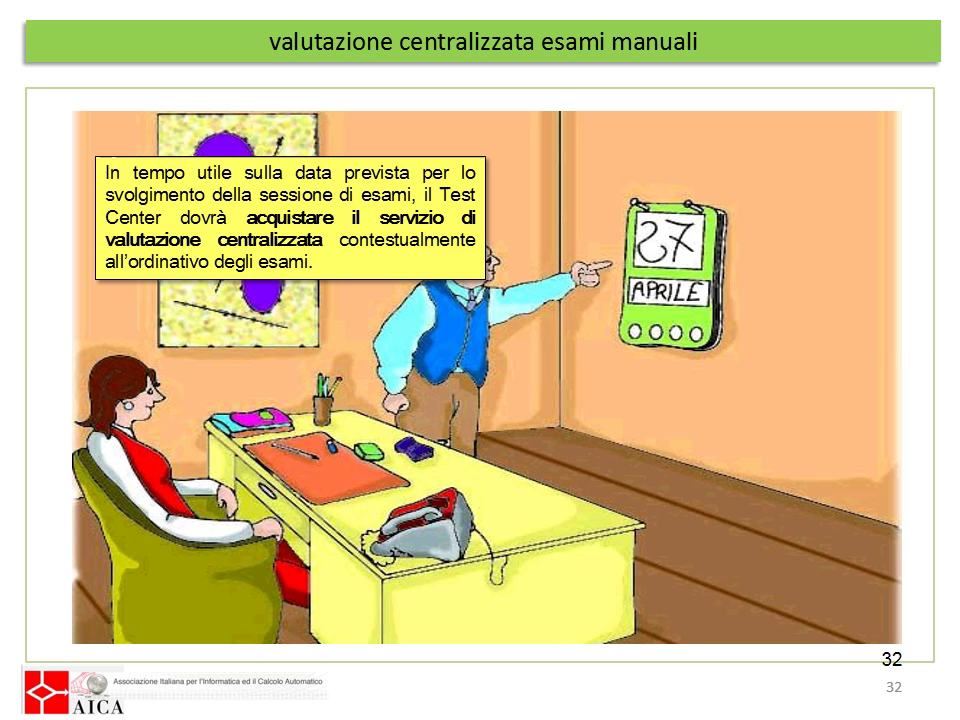 valutazione centralizzata esami manuali
In tempo utile sulla data prevista per lo
svolgimento della sessione di esami, il Test
Center dovrà acquistare il servizio di
valutazione centralizzata contestualmente
all’ordinativo degli esami.
27
APRILE
32
32
Associazione Italiana per l'Informatica ed il Calcolo Automatico
AICA